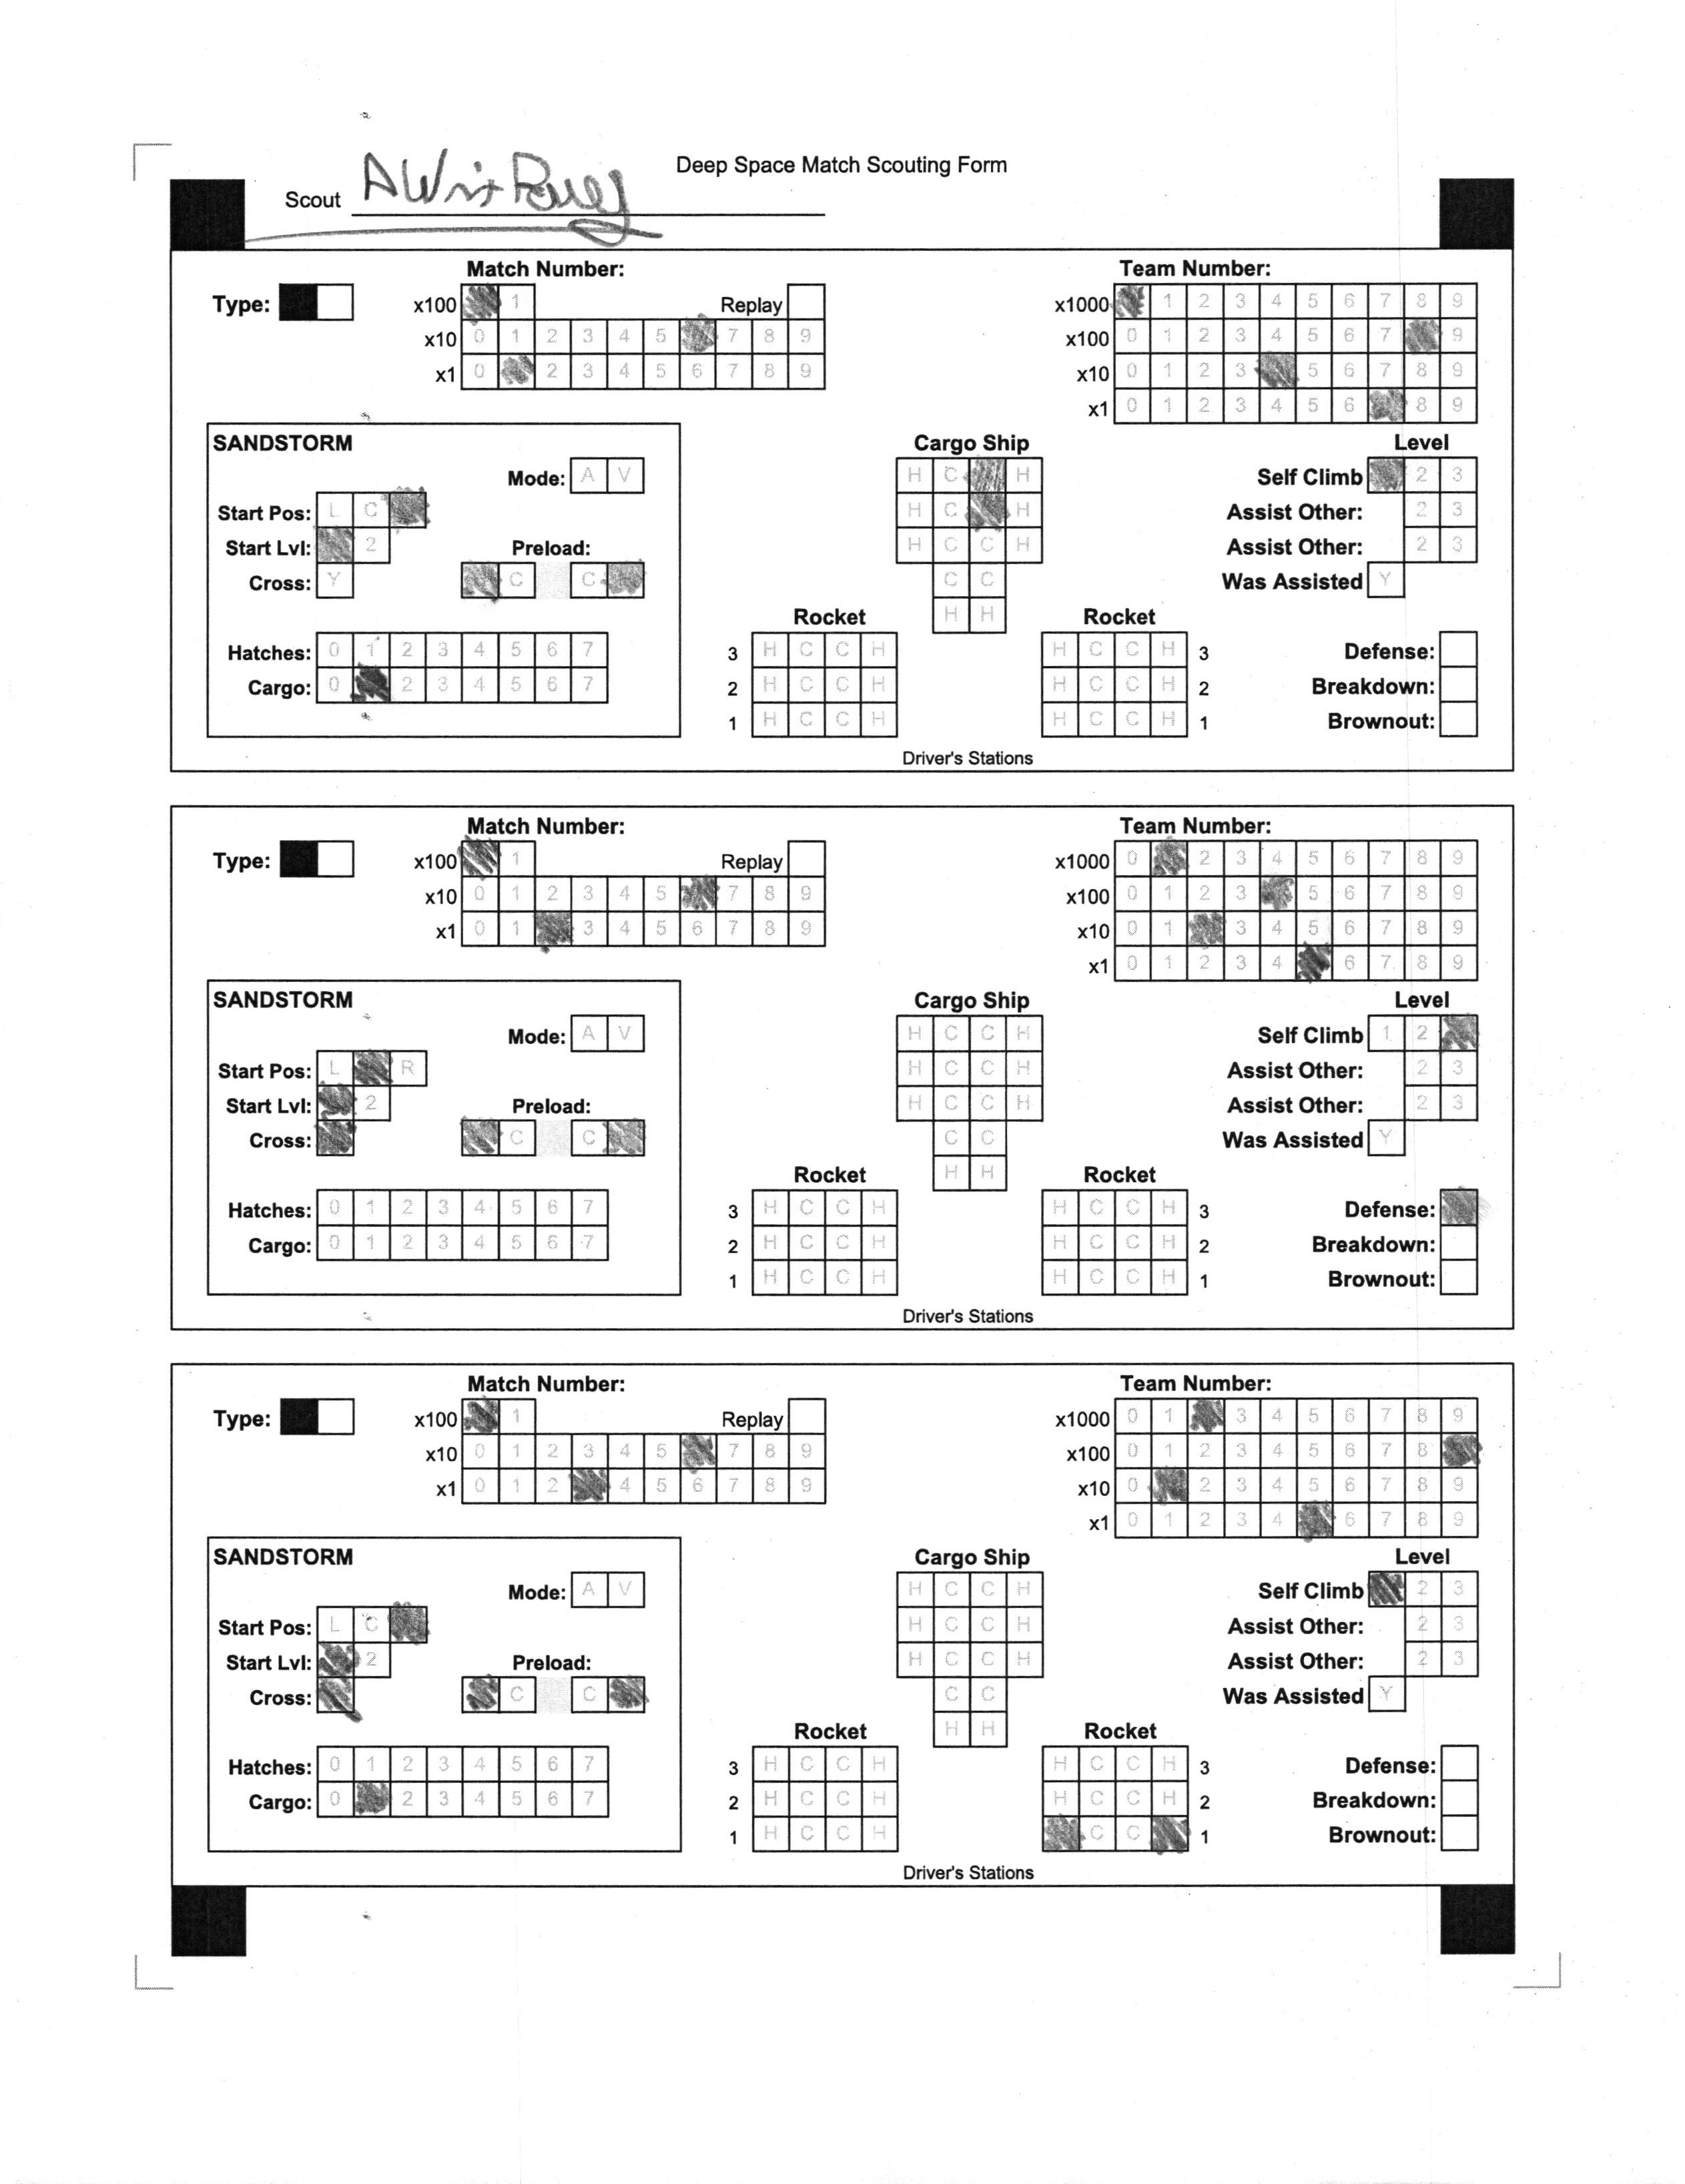 Deep Space Match Scouting Form
Scout
Match Number: Team Number:
Type: x100 1 Replay x1000 1 2 3 4 5 6 7 8 9
x10 0 1 2 3 4 5 7 8 9 x100 0 1 2 3 4 5 6 7 9
x1 0 2 3 4 5 6 7 8 9 x10 0 1 2 3 5 6 7 8 9
x1 0 1 2 3 4 5 6 8 9
SANDSTORM Cargo Ship Level
Mode: A V H C H Self Climb 2 3
Start Pos: L C H C H Assist Other: 2 3
Start Lvl: 2 Preload: H C C H Assist Other: 2 3
Cross: Y C C C C Was Assisted Y
Rocket H H Rocket
Hatches: 0 1 2 3 4 5 6 7 3 H C C H H C C H 3 Defense:
Cargo: 0 2 3 4 5 6 7 2 H C C H H C C H 2 Breakdown:
1 H C C H H C C H 1 Brownout:
Driver's Stations
Match Number: Team Number:
Type: x100 1 Replay x1000 0 2 3 4 5 6 7 8 9
x10 0 1 2 3 4 5 7 8 9 x100 0 1 2 3 5 6 7 8 9
x1 0 1 3 4 5 6 7 8 9 x10 0 1 3 4 5 6 7 8 9
x1 0 1 2 3 4 6 7 8 9
SANDSTORM Cargo Ship Level
Mode: A V H C C H Self Climb 1 2
Start Pos: L R H C C H Assist Other: 2 3
Start Lvl: 2 Preload: H C C H Assist Other: 2 3
Cross: C C C C Was Assisted Y
Rocket H H Rocket
Hatches: 0 1 2 3 4 5 6 7 3 H C C H H C C H 3 Defense:
Cargo: 0 1 2 3 4 5 6 7 2 H C C H H C C H 2 Breakdown:
1 H C C H H C C H 1 Brownout:
Driver's Stations
Match Number: Team Number:
Type: x100 1 Replay x1000 0 1 3 4 5 6 7 8 9
x10 0 1 2 3 4 5 7 8 9 x100 0 1 2 3 4 5 6 7 8
x1 0 1 2 4 5 6 7 8 9 x10 0 2 3 4 5 6 7 8 9
x1 0 1 2 3 4 6 7 8 9
SANDSTORM Cargo Ship Level
Mode: A V H C C H Self Climb 2 3
Start Pos: L C H C C H Assist Other: 2 3
Start Lvl: 2 Preload: H C C H Assist Other: 2 3
Cross: C C C C Was Assisted Y
Rocket H H Rocket
Hatches: 0 1 2 3 4 5 6 7 3 H C C H H C C H 3 Defense:
Cargo: 0 2 3 4 5 6 7 2 H C C H H C C H 2 Breakdown:
1 H C C H C C 1 Brownout:
Driver's Stations